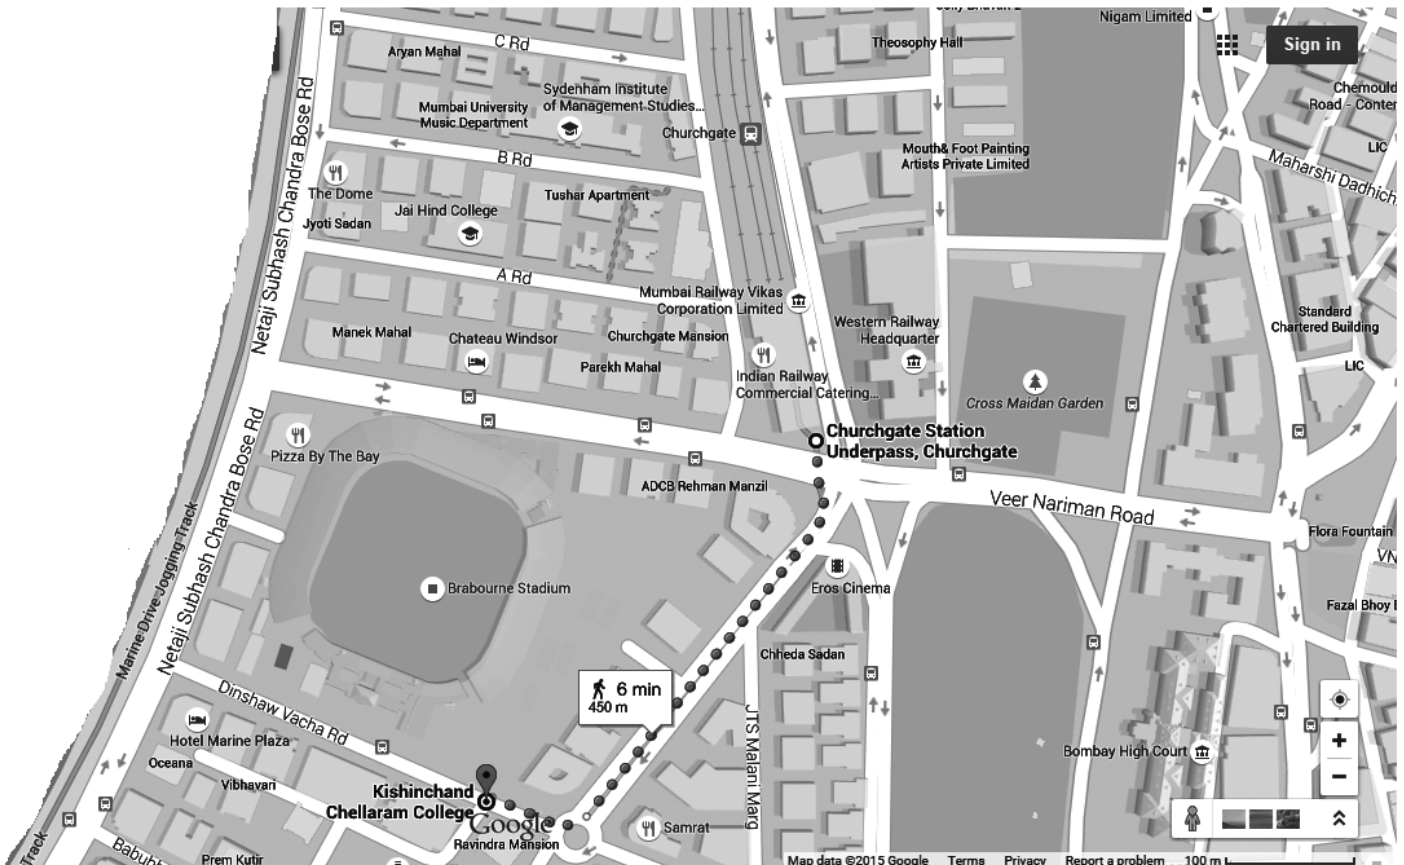 Jolly Bhavan 2
Nigam Limited
Sign in
C Rd
Aryan Mahal
Theosophy Hall
Sydenham Institute
of Management Studies...
Mumbai University
Music Department
Churchgate
Chemould
Road - Conter
LIC
Mouth& Foot Painting
Artists Private Limited
B Rd
Maharshi Dadhich
The Dome
Tushar Apartment
Jai Hind College
Jyoti Sadan
Netaji Subhash Chandra Bose Rd
A Rd
Mumbai Railway Vikas
Corporation Limited
Western Railway
Headquarter
Standard
Chartered Building
Manek Mahal
Chateau Windsor
Churchgate Mansion
Parekh Mahal
LIC
Indian Railway
Commercial Catering...
Cross Maidan Garden
Churchgate Station
Underpass, Churchgate
Pizza By The Bay
Netaji Subhash Chandra Bose Rd
ADCB Rehman Manzil
Veer Nariman Road
Flora Fountain
VN
Marine Drive Jogging Track
Brabourne Stadium
Eros Cinema
Fazal Bhoy
Chheda Sadan
6 min
450 m
Dinshaw Vacha Rd
JTS Malani Marg
Hotel Marine Plaza
Oceana
Vibhavari
Bombay High Court
Kishinchand
Chellaram College
Google
Ravindra Mansion
Samrat
Track
Babubh
Prem Kutir
Map data ©2015 Google Terms Privacy Report a problem 100 m